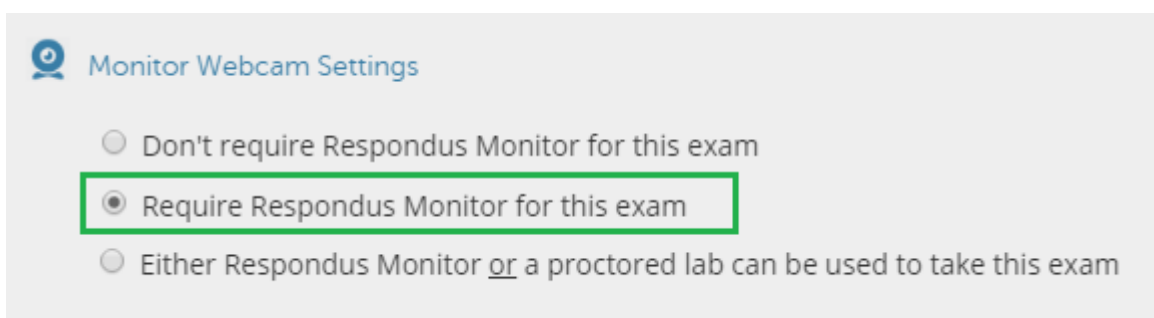 Monitor Webcam Settings
Don't require Respondus Monitor for this exam
Require Respondus Monitor for this exam
Either Respondus Monitor or a proctored lab can be used to take this exam